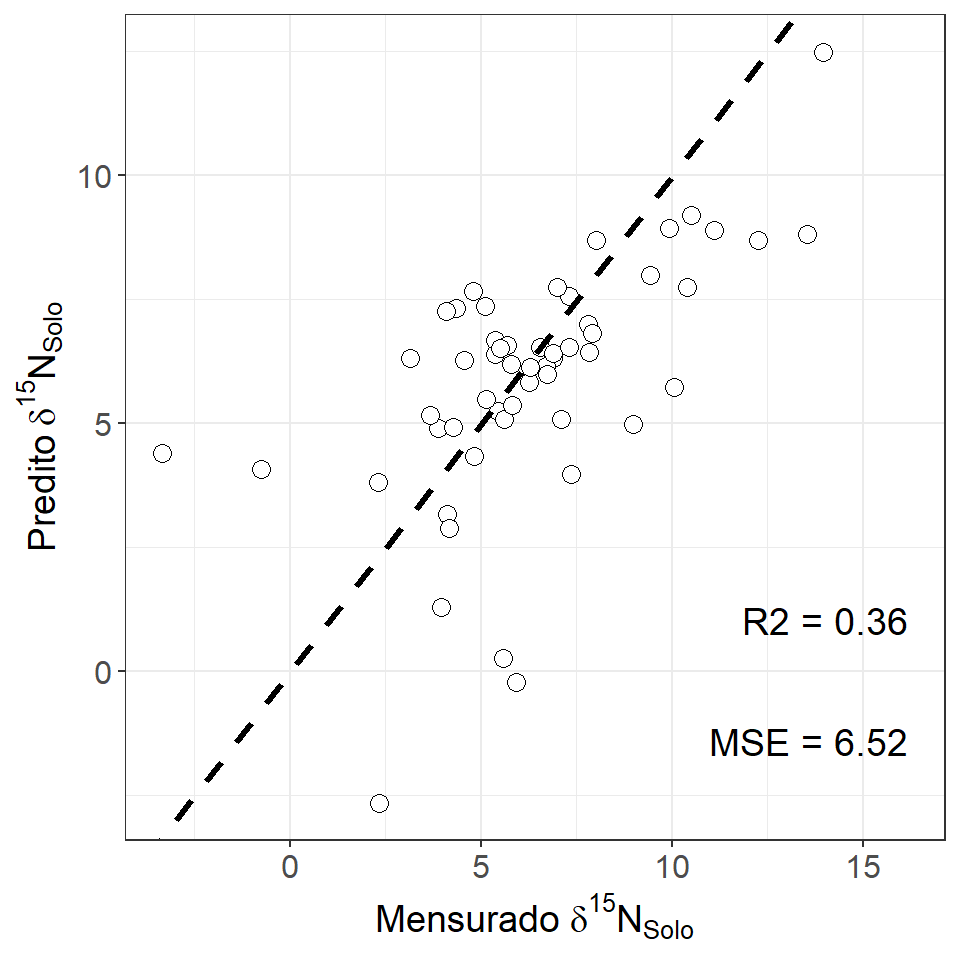 10
5
0
Predito δ15NSolo
R2 = 0.36
MSE = 6.52
0 5 10 15
Mensurado δ15NSolo